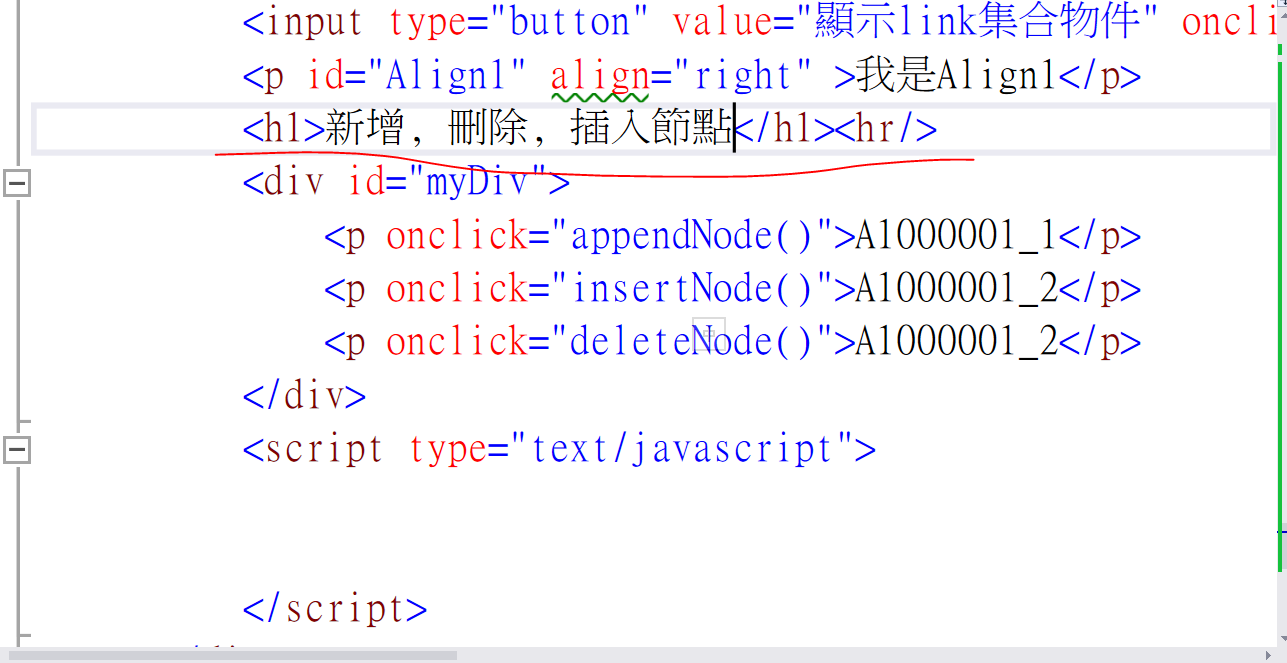 <input type="button" value="顯示link集合物件" oncli
<p id="Align1" align="right" >我是Align1</p>
<h1>新增, 刪除, 插入節點</h1><hr/>
<div id="myDiv">
<p onclick="appendNode()">A1000001_1</p>
<p onclick="insertNode()">A1000001_2</p>
<p onclick="deleteNode()">A1000001_2</p>
</div>
<script type="text/javascript">
</script>